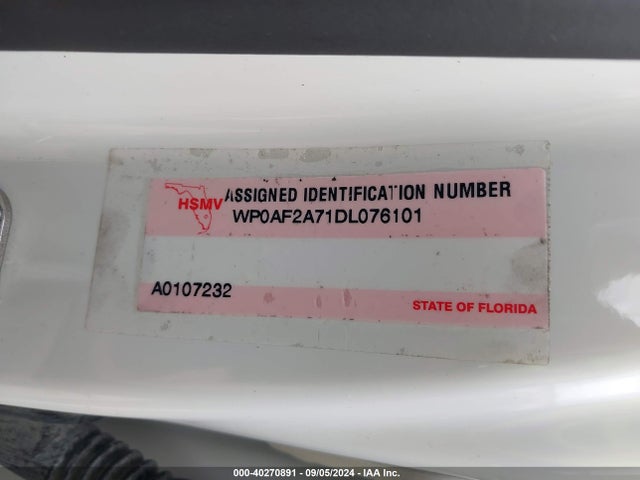 HSMV ASSIGNED IDENTIFICATION NUMBER
WP0AF2A71DL076101
A0107232
STATE OF FLORIDA
000-40270891 - 09/05/2024 - IAA Inc.